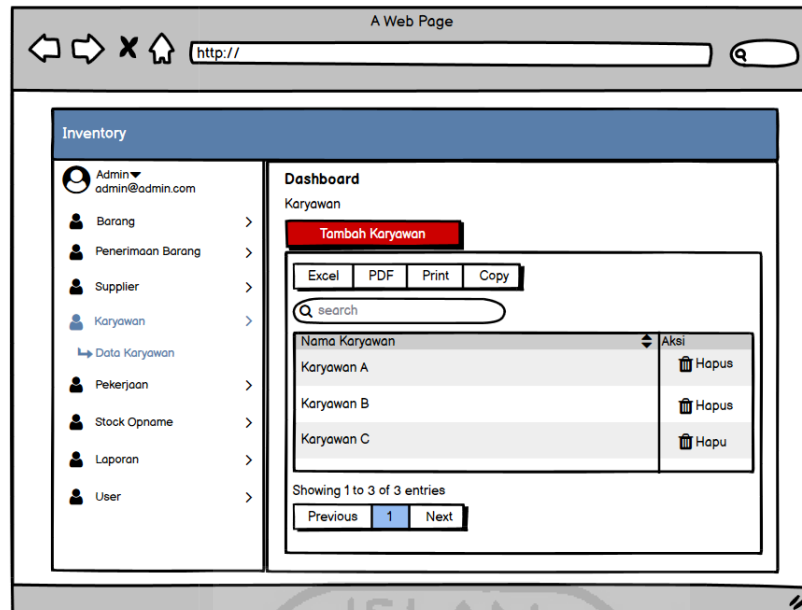 A Web Page
http://
Inventory
Admin
admin@admin.com
Barang
Penerimaan Barang
Supplier
Karyawan
Data Karyawan
Pekerjaan
Stock Opname
Laporan
User
Dashboard
Karyawan
Tambah Karyawan
Excel PDF Print Copy
search
Nama Karyawan Aksi
Karyawan A Hapus
Karyawan B Hapus
Karyawan C Hapu
Showing 1 to 3 of 3 entries
Previous 1 Next